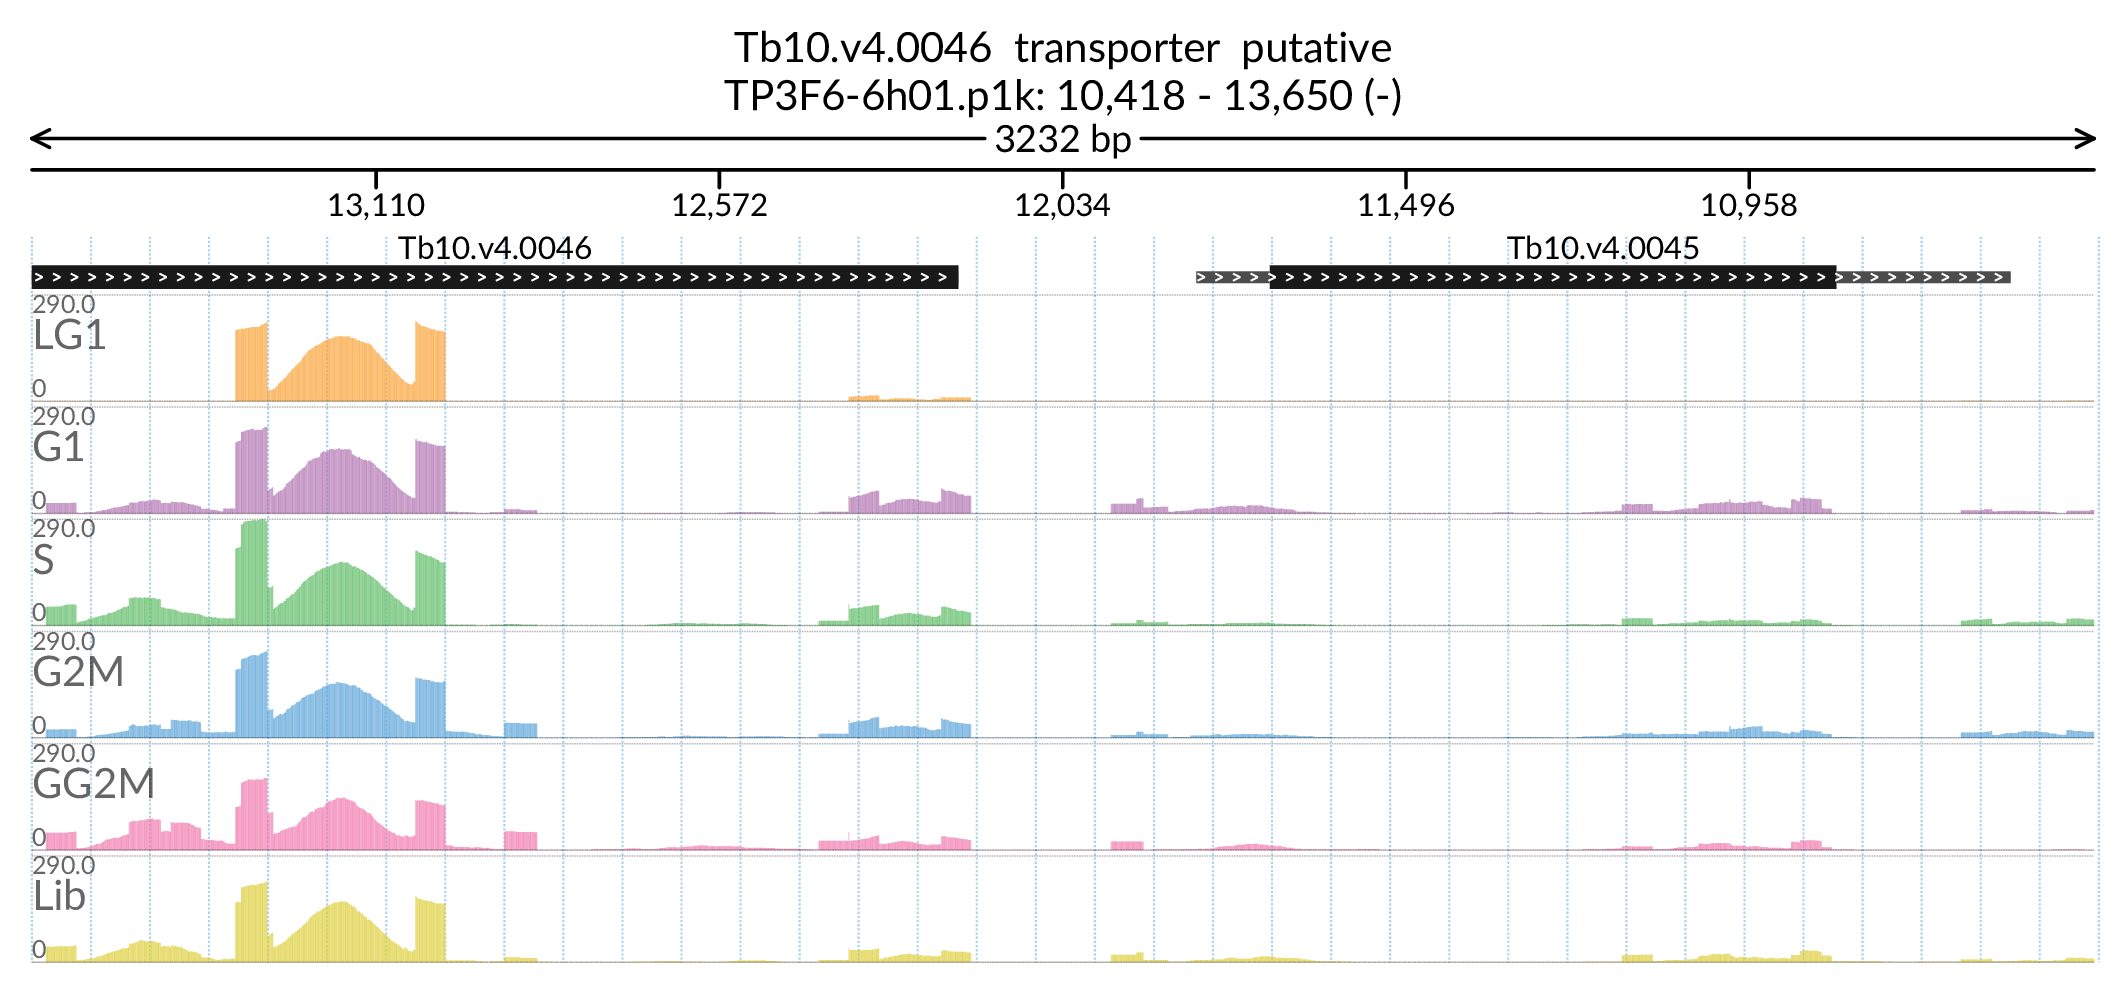 Tb10.v4.0046 transporter putative
TP3F6-6h01.p1k: 10,418 - 13,650 (-)
3232 bp
13,110 12,572 12,034 11,496 10,958
Tb10.v4.0046 Tb10.v4.0045
290.0
LG1
0
290.0
G1
0
290.0
S
0
290.0
G2M
0
290.0
GG2M
0
290.0
Lib
0